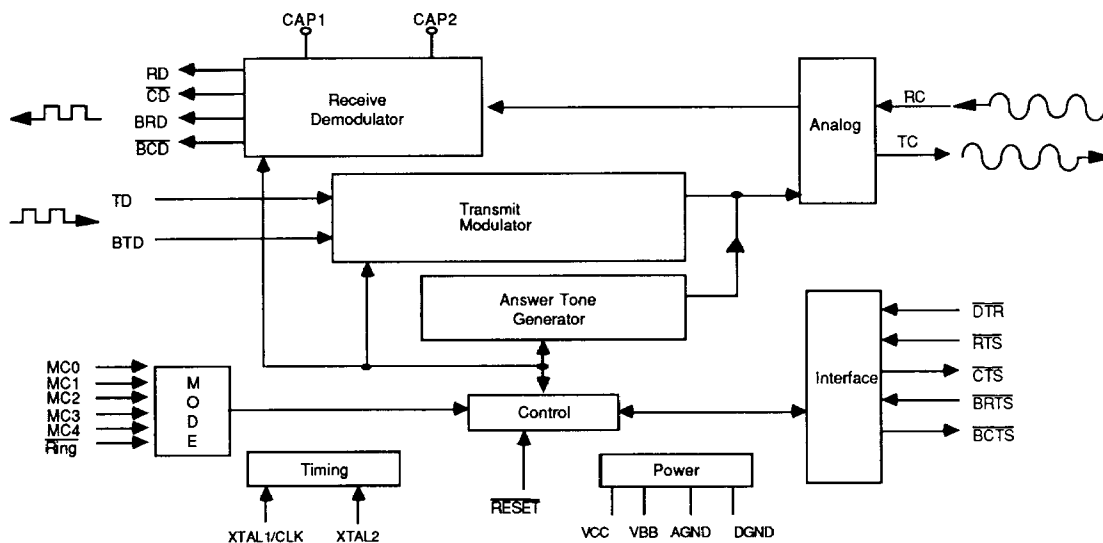 CAP1 CAP2
RD
CD
BRD
BCD
Receive
Demodulator
Analog
RC
TC
TD
BTD
Transmit
Modulator
Answer Tone
Generator
Interface
DTR
RTS
CTS
BRTS
BCTS
MC0
MC1
MC2
MC3
MC4
Ring
MODE
Control
RESET
Timing
XTAL1/CLK XTAL2
Power
VCC VBB AGND DGND